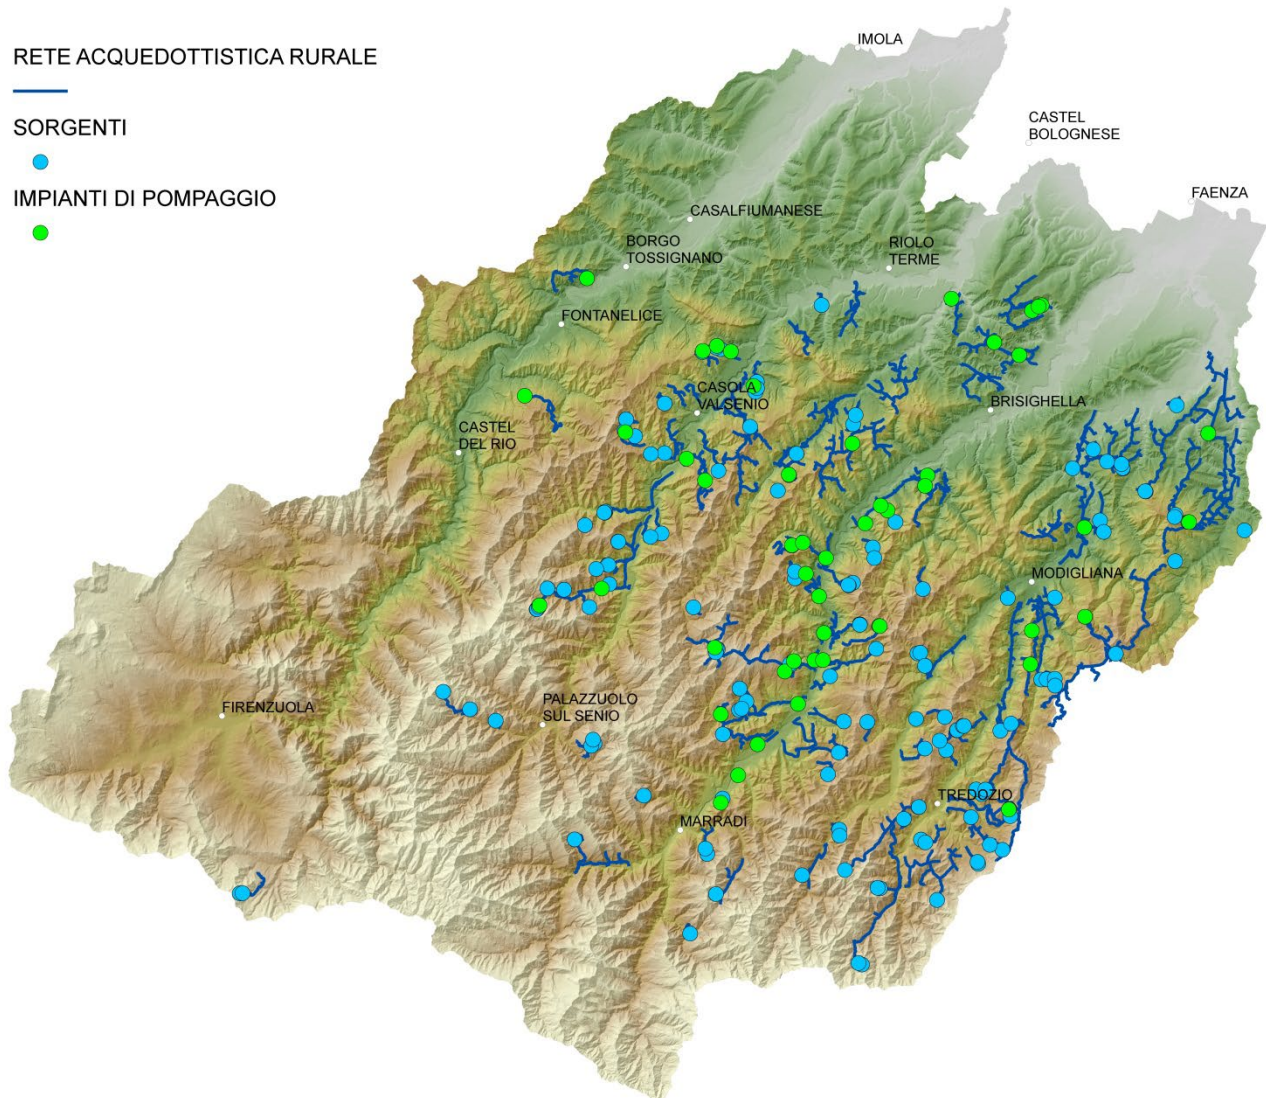 RETE ACQUEDOTTISTICA RURALE
SORGENTI
IMPIANTI DI POMPAGGIO
IMOLA
CASTEL
BOLOGNESE
FAENZA
CASALFIUMANESE
BORGO
TOSSIGNANO
RIOLO
TERME
FONTANELICE
CASOLA
VALSENIO
BRISIGHELLA
CASTEL
DEL RIO
MODIGLIANA
FIRENZUOLA
PALAZZUOLO
SUL SENIO
TREDOZIO
MARRADI